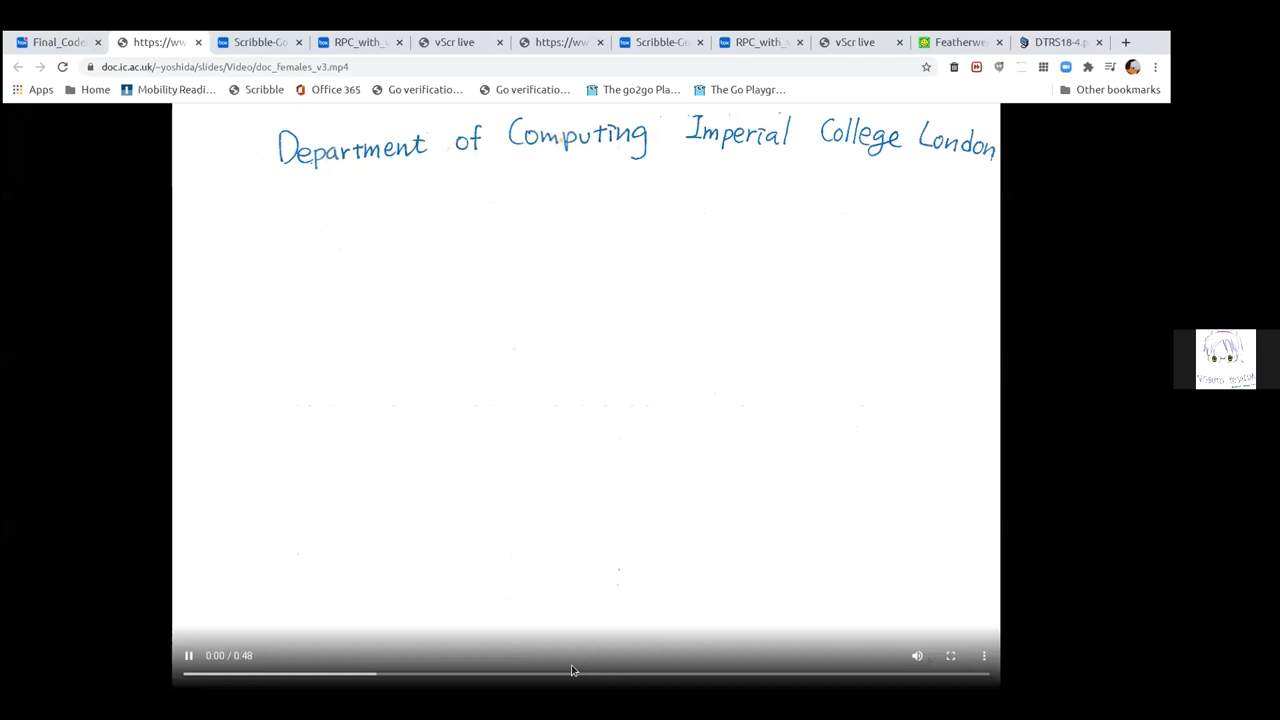 Final_Code
https://ww
Scribble-Go
RPC_with_
vScr live
https://ww
Scribble-Go
RPC_with_
vScr live
Featherwe
DTRS18-4.p
doc.ic.ac.uk/~yoshida/slides/Video/doc_females_v3.mp4
Apps
Home
Mobility Readi...
Scribble
Office 365
Go verificatio...
Go verificatio...
The go2go Pla...
The Go Playgr...
Other bookmarks
Department of Computing Imperial College London
0:00 / 0:48